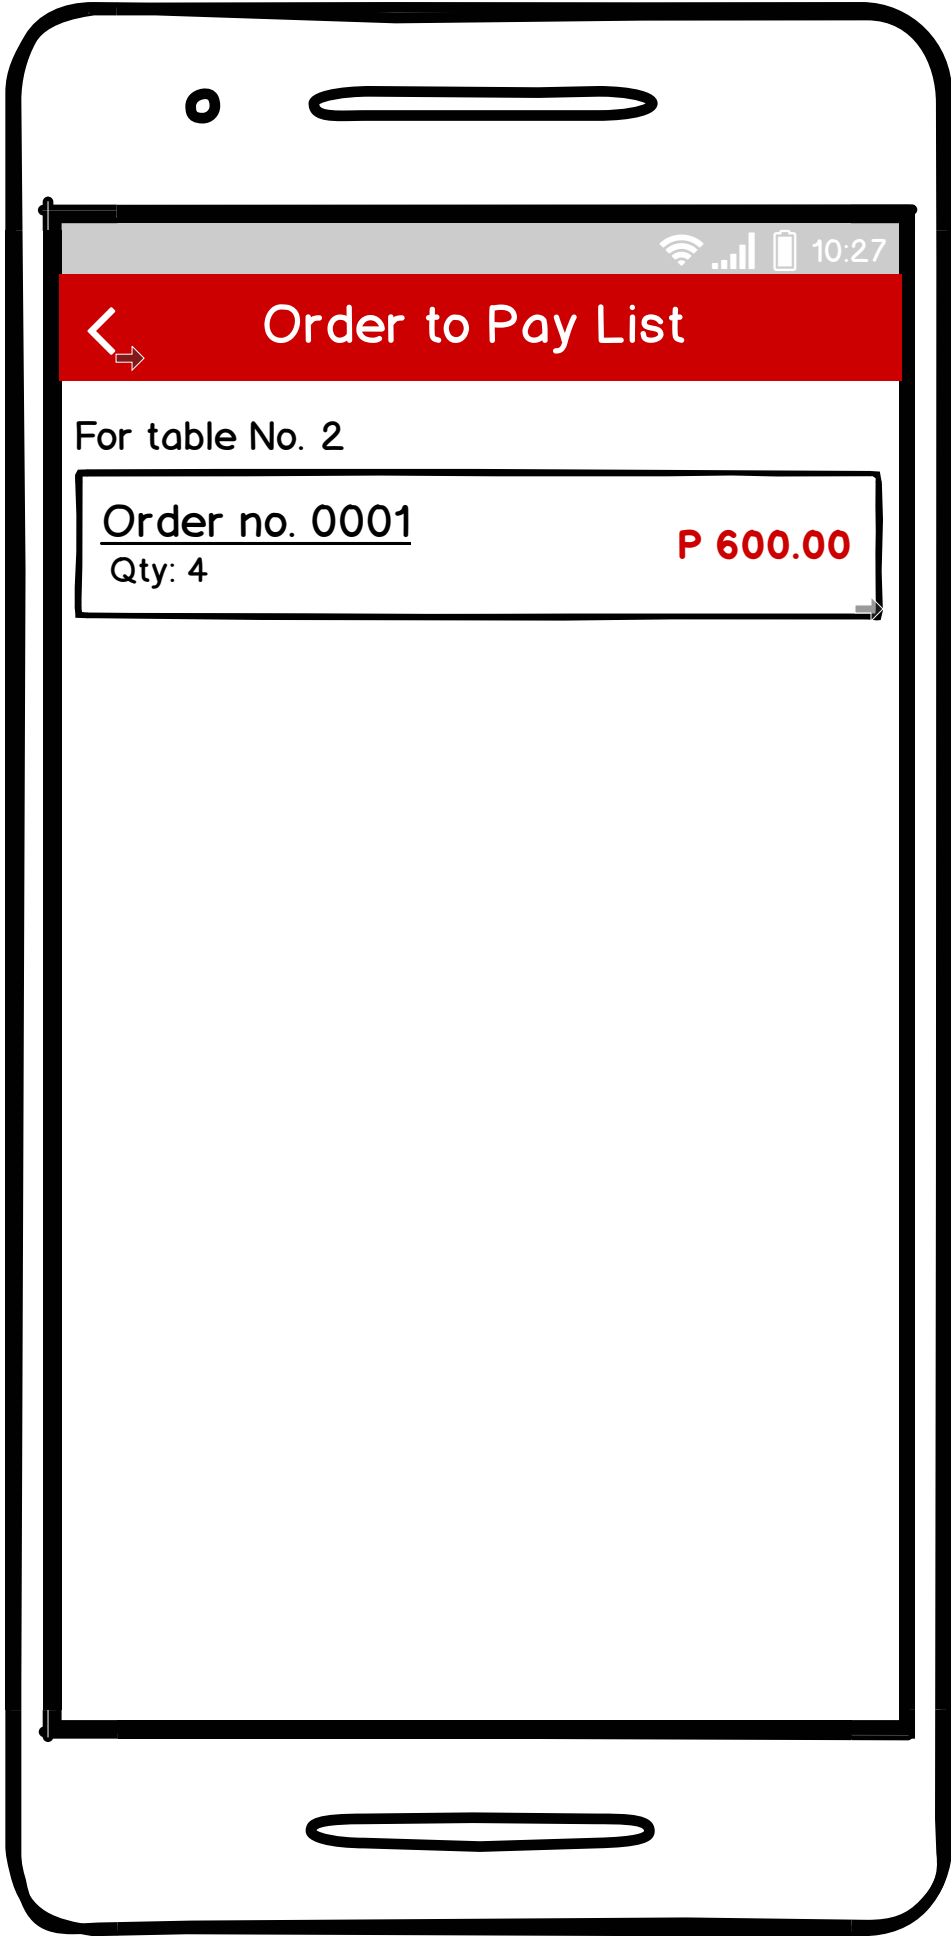 10:27
Order to Pay List
For table No. 2
Order no. 0001
P 600.00
Qty: 4